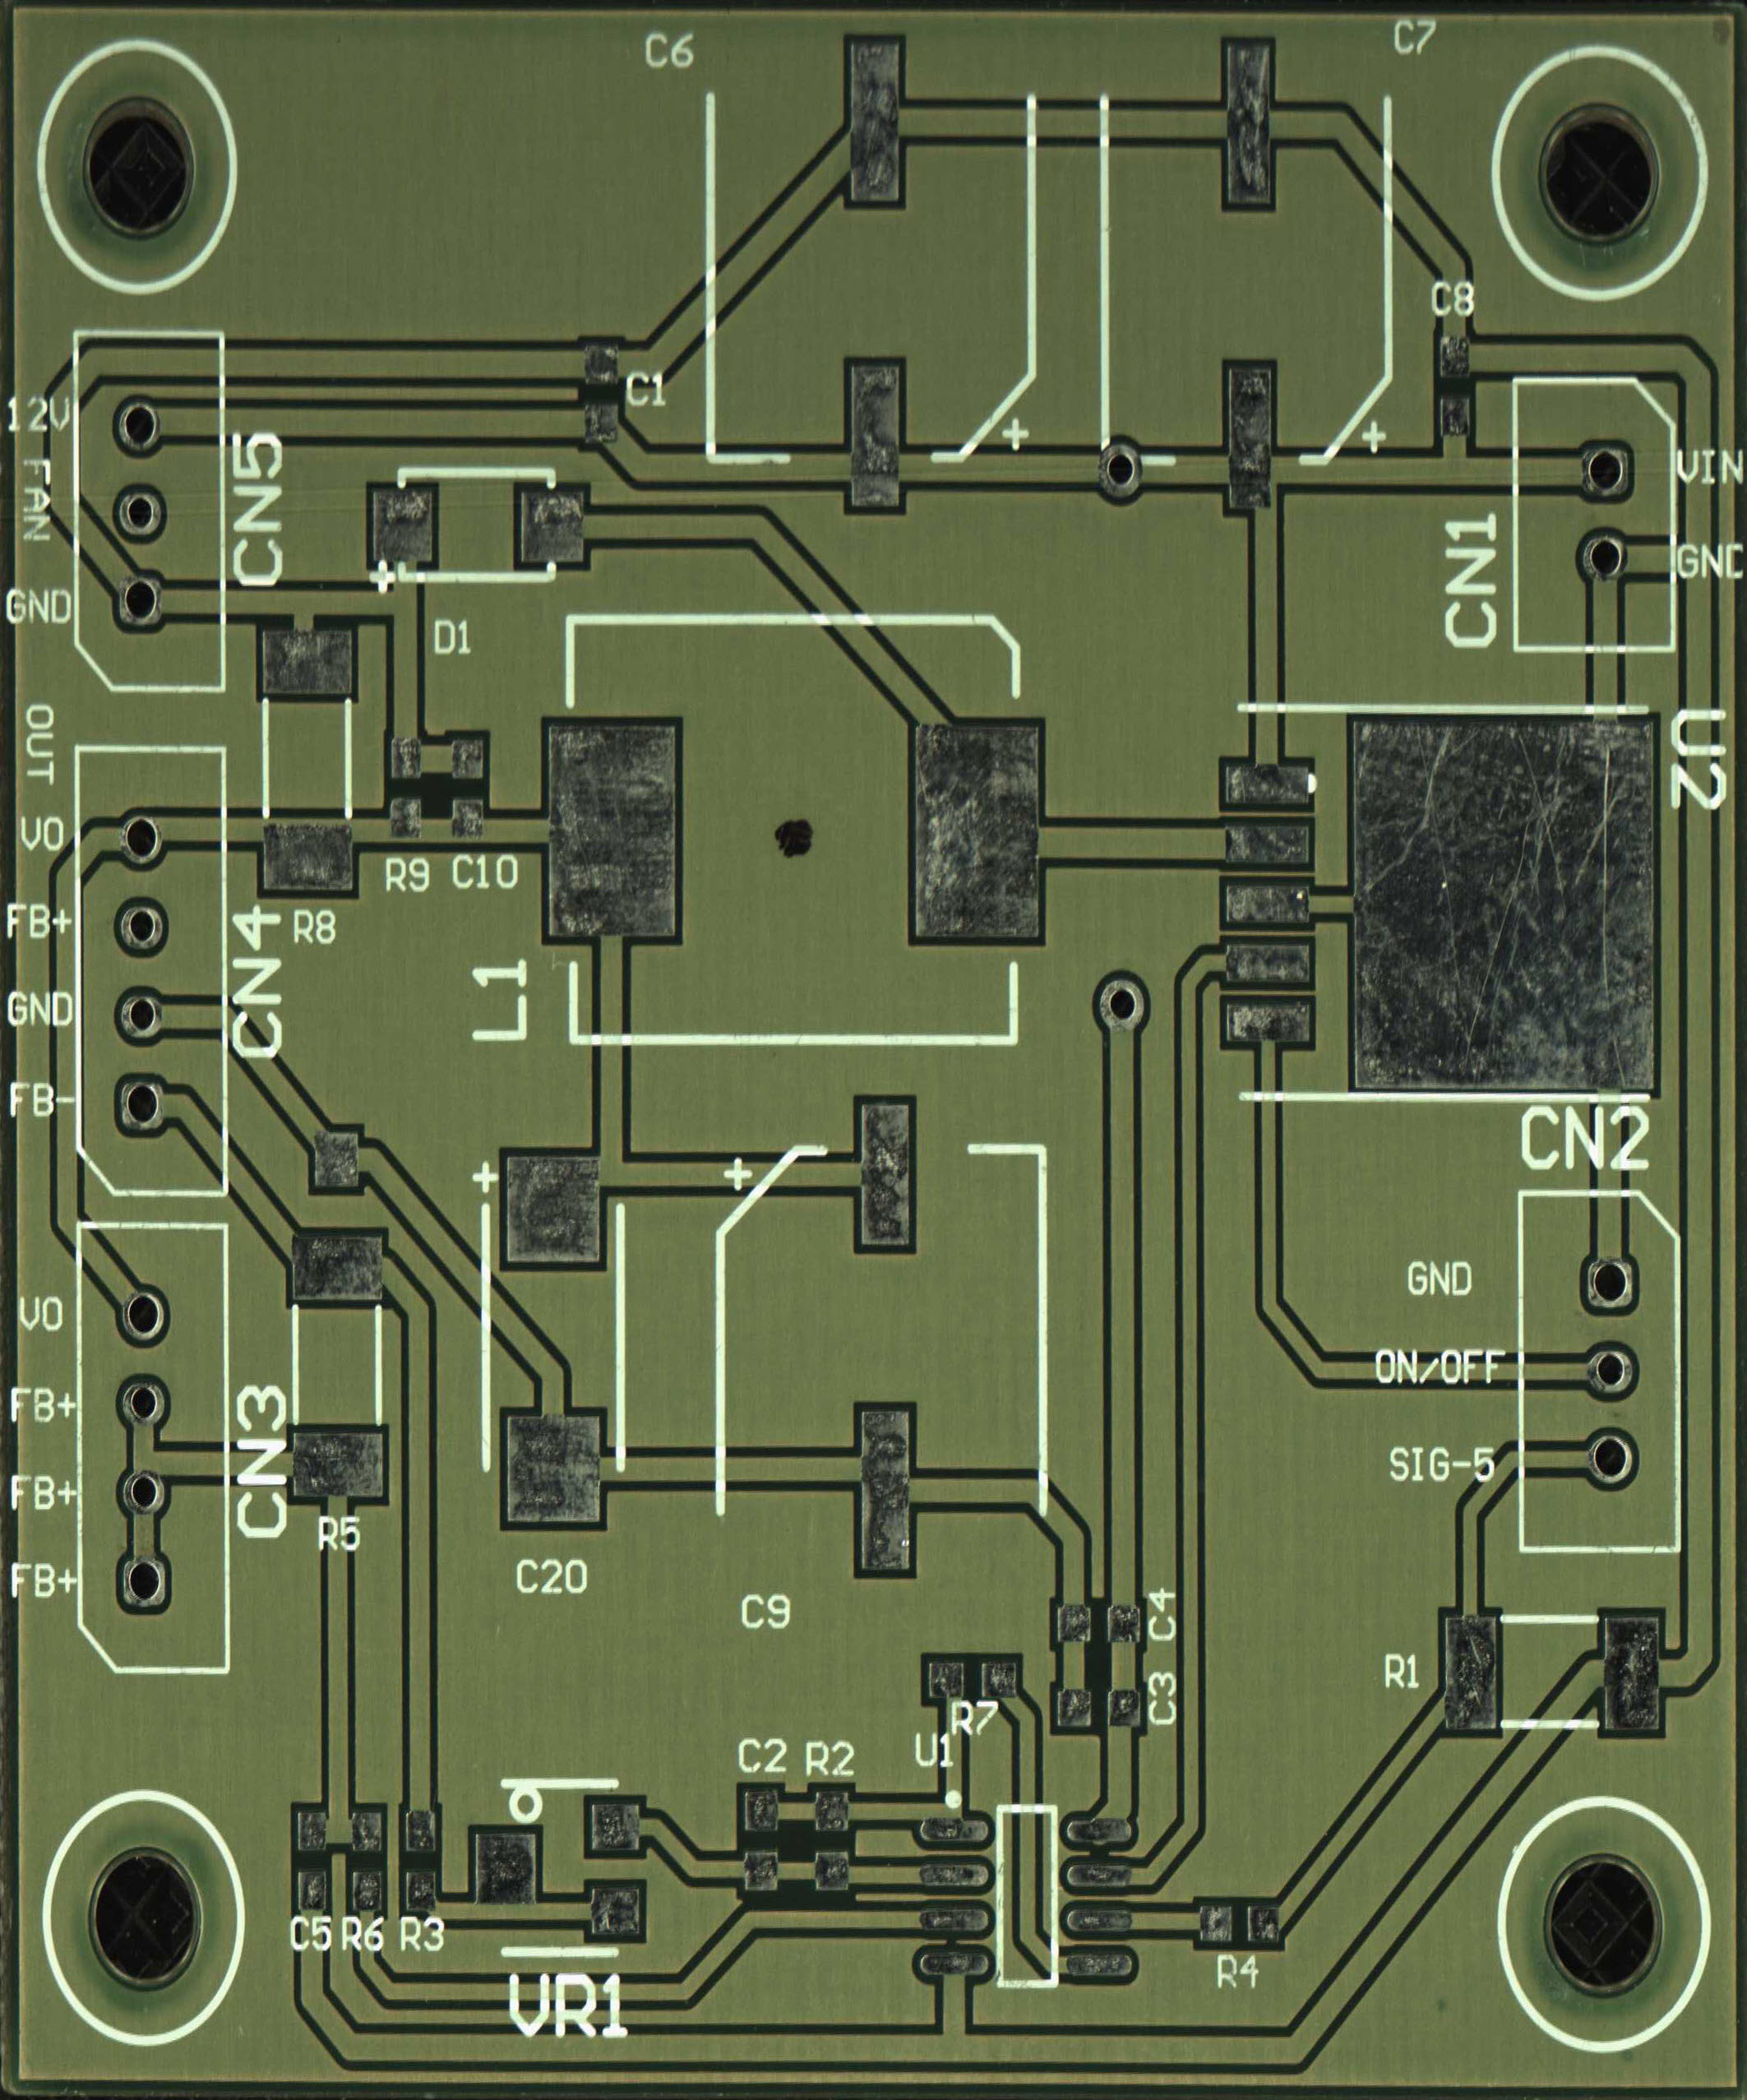 C6
C7
C8
C1
+
+
12V
FAN
GND
CN5
VIN
GND
CN1
+
D1
OUT
U2
VO
FB+
GND
FB-
CN4
R9
C10
R8
L1
CN2
+
+
GND
ON/OFF
SIG-5
VO
FB+
FB+
FB+
CN3
R5
C20
C9
C4
C3
R1
R7
U1
C2
R2
C5
R6
R3
R4
VR1